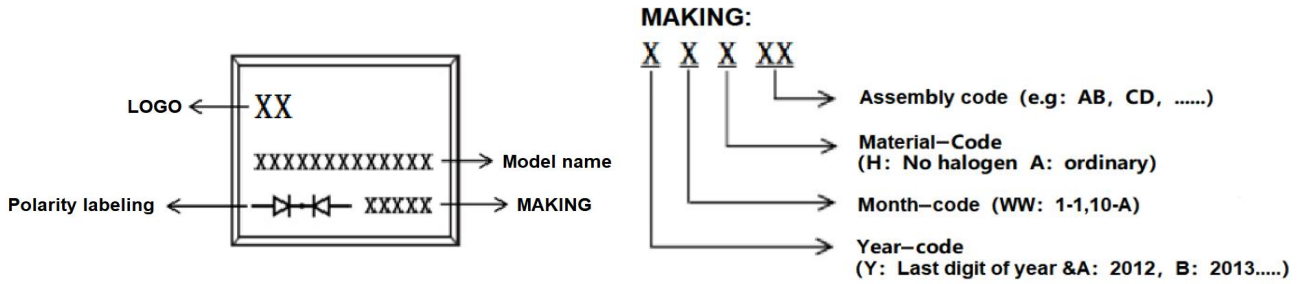 MAKING:
X X X XX
LOGO
XX
Assembly code (e.g: AB, CD, ......)
XXXXXXXXXXXXX
Model name
Material-Code
(H: No halogen A: ordinary)
Polarity labeling
XXXXX
MAKING
Month-code (WW: 1-1,10-A)
Year-code
(Y: Last digit of year &A: 2012, B: 2013.....)